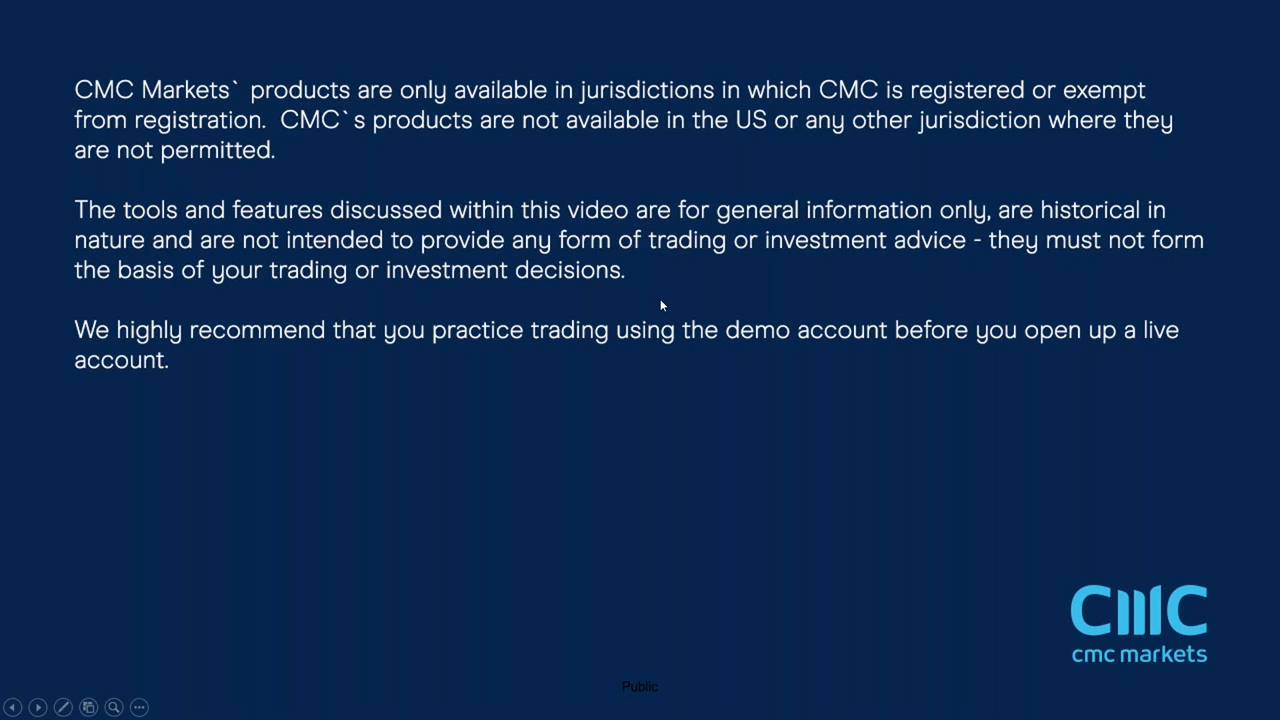 CMC Markets` products are only available in jurisdictions in which CMC is registered or exempt
from registration.  CMC`s products are not available in the US or any other jurisdiction where they
are not permitted.
The tools and features discussed within this video are for general information only, are historical in
nature and are not intended to provide any form of trading or investment advice - they must not form
the basis of your trading or investment decisions.
We highly recommend that you practice trading using the demo account before you open up a live
account.
CMC
cmc markets
Public